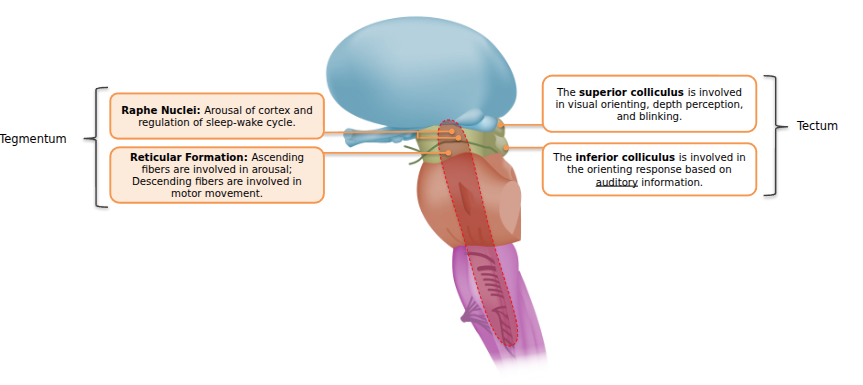 Tegmentum
Raphe Nuclei: Arousal of cortex and
regulation of sleep-wake cycle.
Reticular Formation: Ascending
fibers are involved in arousal;
Descending fibers are involved in
motor movement.
The superior colliculus is involved
in visual orienting, depth perception,
and blinking.
The inferior colliculus is involved in
the orienting response based on
auditory information.
Tectum